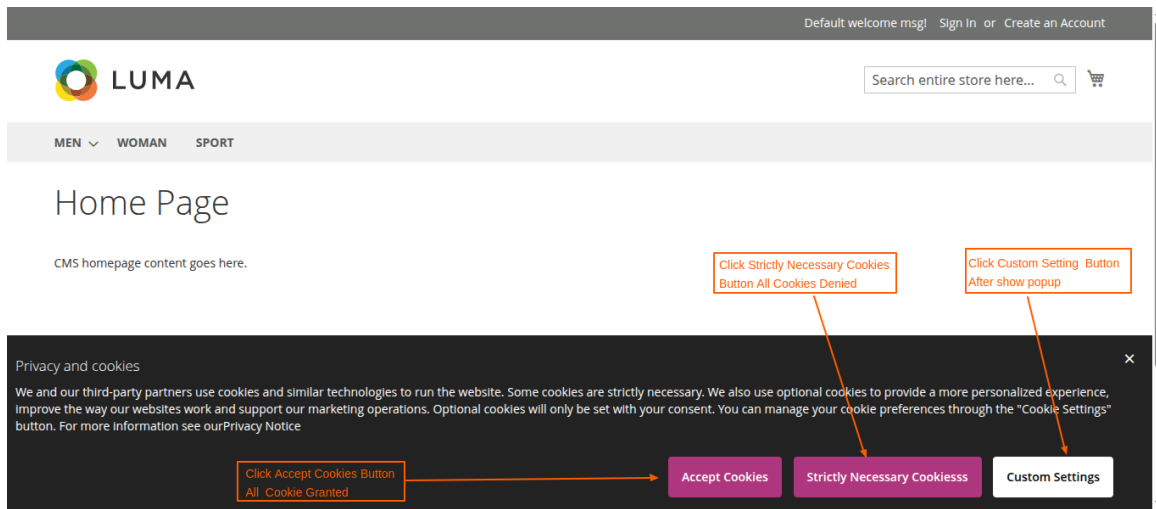 Default welcome msg! Sign In or Create an Account
LUMA
Search entire store here...
MEN WOMAN SPORT
Home Page
CMS homepage content goes here.
Click Strictly Necessary Cookies
Button All Cookies Denied
Click Custom Setting Button
After show popup
Privacy and cookies
We and our third-party partners use cookies and similar technologies to run the website. Some cookies are strictly necessary. We also use optional cookies to provide a more personalized experience,
improve the way our websites work and support our marketing operations. Optional cookies will only be set with your consent. You can manage your cookie preferences through the "Cookie Settings"
button. For more information see ourPrivacy Notice
Click Accept Cookies Button
All Cookie Granted
Accept Cookies
Strictly Necessary Cookiesss
Custom Settings